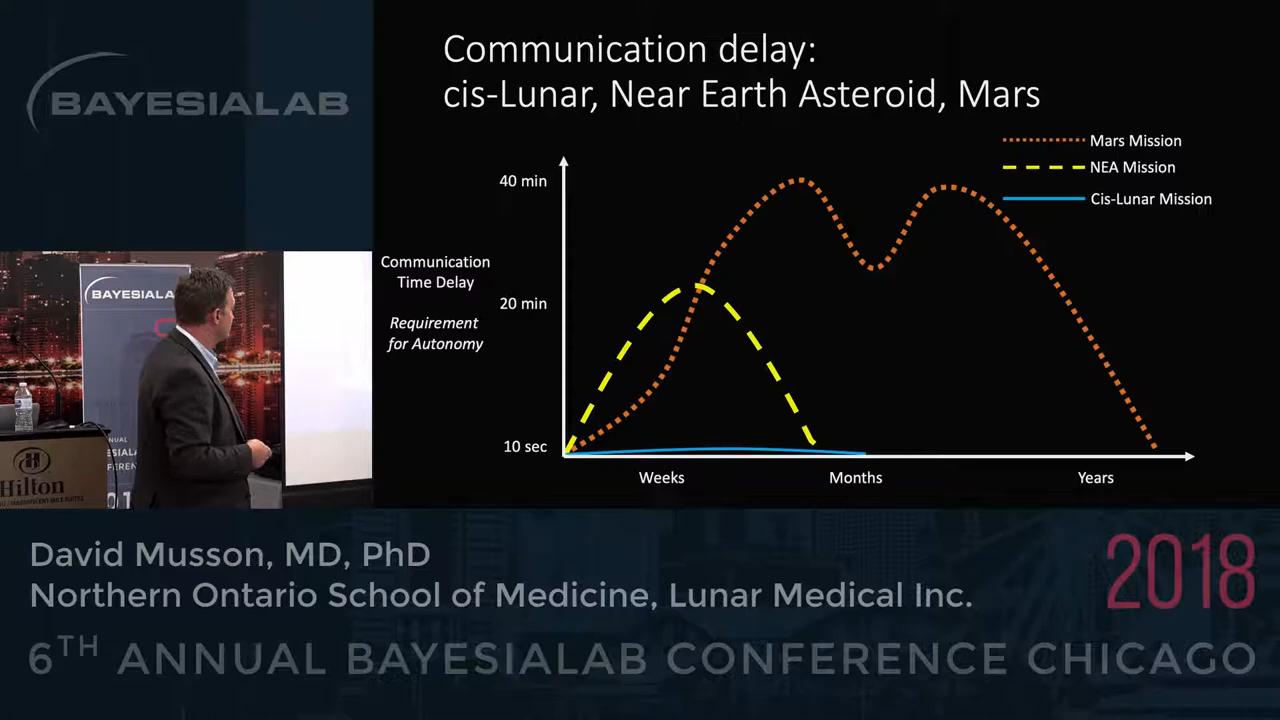 BAYESIALAB
Communication delay:
cis-Lunar, Near Earth Asteroid, Mars
Mars Mission
NEA Mission
Cis-Lunar Mission
40 min
Communication
Time Delay
20 min
Requirement
for Autonomy
10 sec
Weeks
Months
Years
BAYESIALA
Hilton
David Musson, MD, PhD
Northern Ontario School of Medicine, Lunar Medical Inc.
2018
6TH ANNUAL BAYESIALAB CONFERENCE CHICAGO